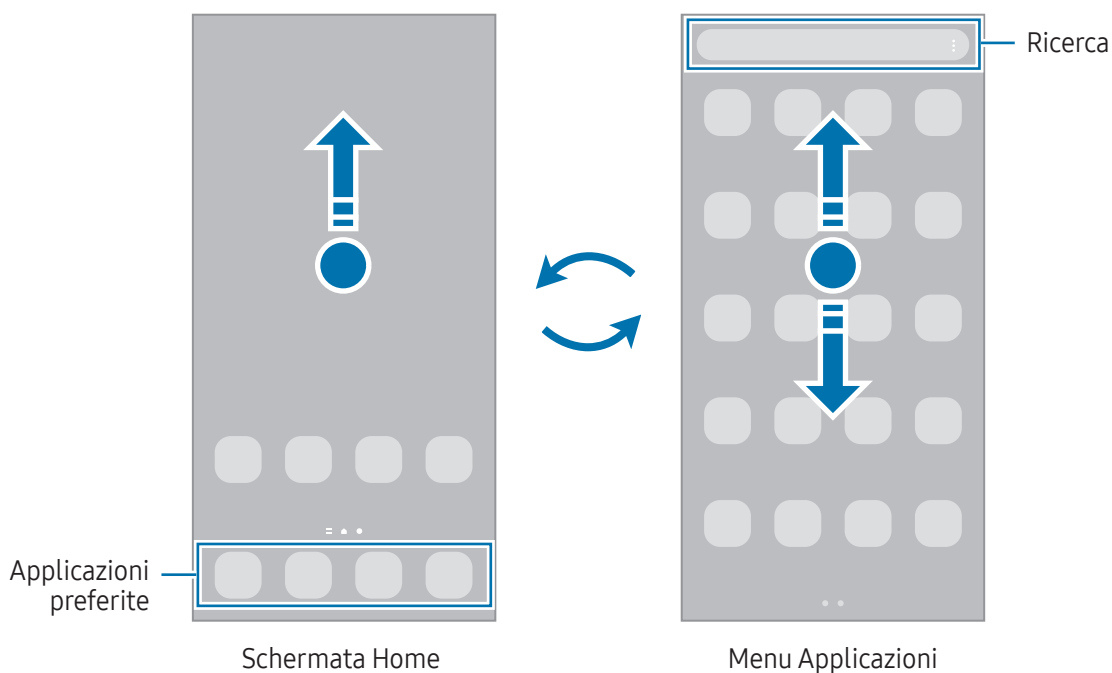 Ricerca
Applicazioni
preferite
Schermata Home
Menu Applicazioni